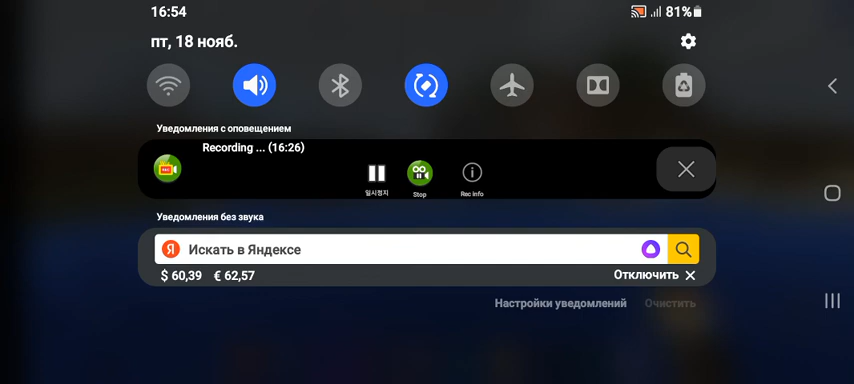 16:54 81%
пт, 18 нояб.
Уведомления с оповещением
Recording ... (16:26)
일시정지 Stop Rec info
Уведомления без звука
Я Искать в Яндексе
$ 60,39 € 62,57 Отключить
Настройки уведомлений Очистить